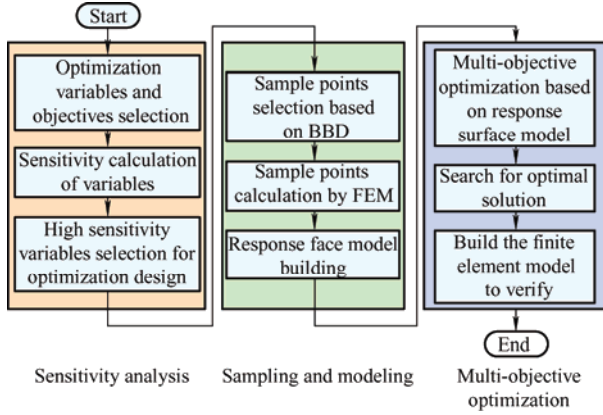 Start
Optimization
variables and
objectives selection
Sensitivity calculation
of variables
High sensitivity
variables selection for
optimization design
Sensitivity analysis
Sample points
selection based
on BBD
Sample points
calculation by FEM
Response face model
building
Sampling and modeling
Multi-objective
optimization based
on response
surface model
Search for optimal
solution
Build the finite
element model
to verify
End
Multi-objective
optimization